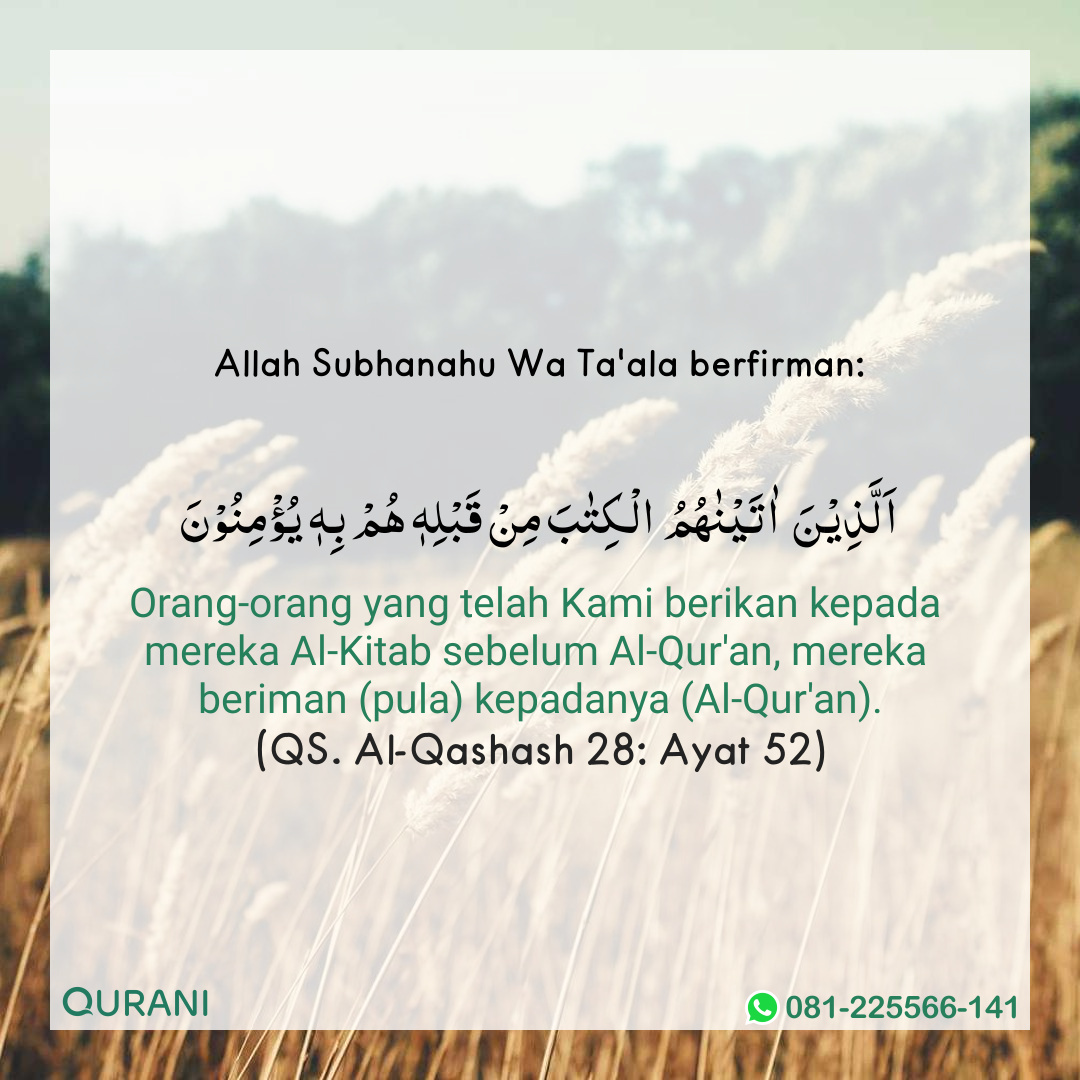 Allah Subhanahu Wa Ta'ala berfirman:
اَلَّذِيْنَ اٰتَيْنٰهُمُ الْكِتٰبَ مِنْ قَبْلِهٖ هُمْ بِهٖ يُؤْمِنُوْنَ
Orang-orang yang telah Kami berikan kepada
mereka Al-Kitab sebelum Al-Qur'an, mereka
beriman (pula) kepadanya (Al-Qur'an).
(QS. Al-Qashash 28: Ayat 52)
QURANI
081-225566-141